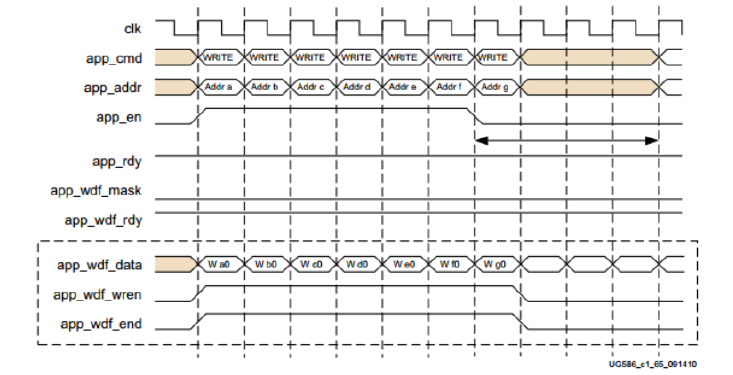 clk
app_cmd WRITE WRITE WRITE WRITE WRITE WRITE WRITE
app_addr Addr a Addr b Addr c Addr d Addr e Addr f Addr g
app_en
app_rdy
app_wdf_mask
app_wdf_rdy
app_wdf_data W a0 W b0 W c0 W d0 W e0 W f0 W g0
app_wdf_wren
app_wdf_end
UG586_c1_65_091410